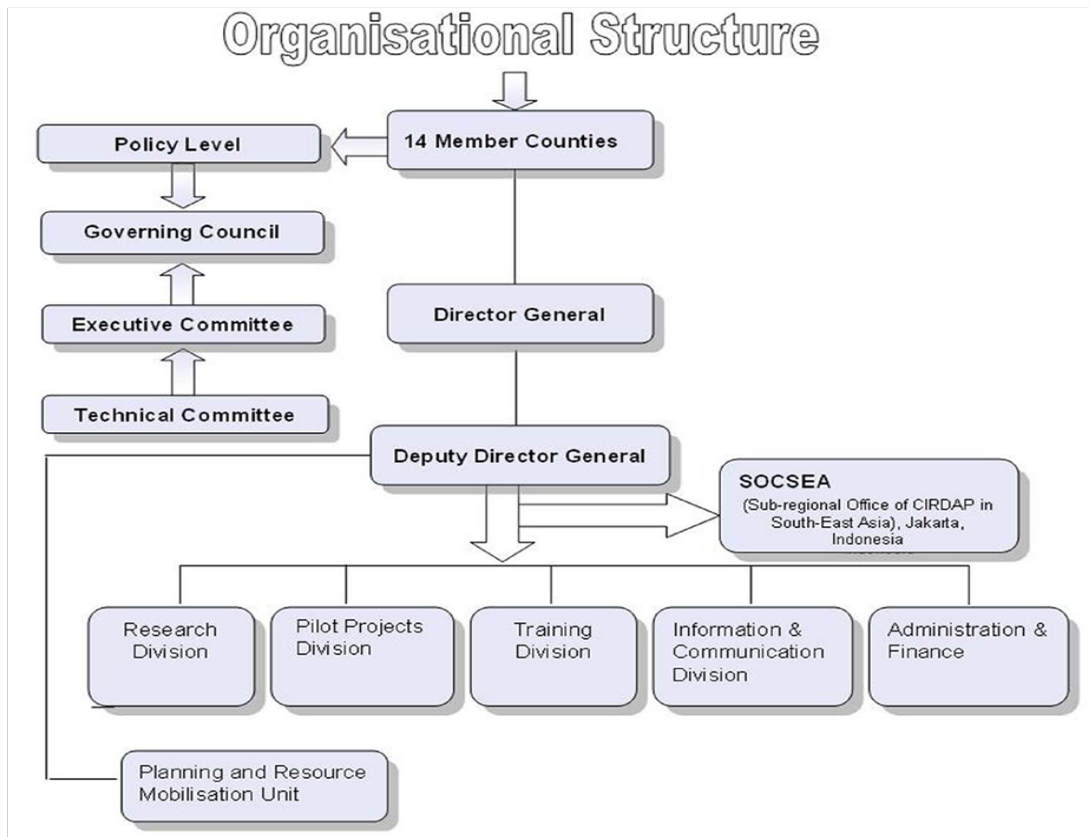 Organisational Structure
14 Member Counties
Policy Level
Governing Council
Executive Committee
Technical Committee
Director General
Deputy Director General
SOCSEA
(Sub-regional Office of CIRDAP in
South-East Asia), Jakarta,
Indonesia
Research
Division
Pilot Projects
Division
Training
Division
Information &
Communication
Division
Administration &
Finance
Planning and Resource
Mobilisation Unit